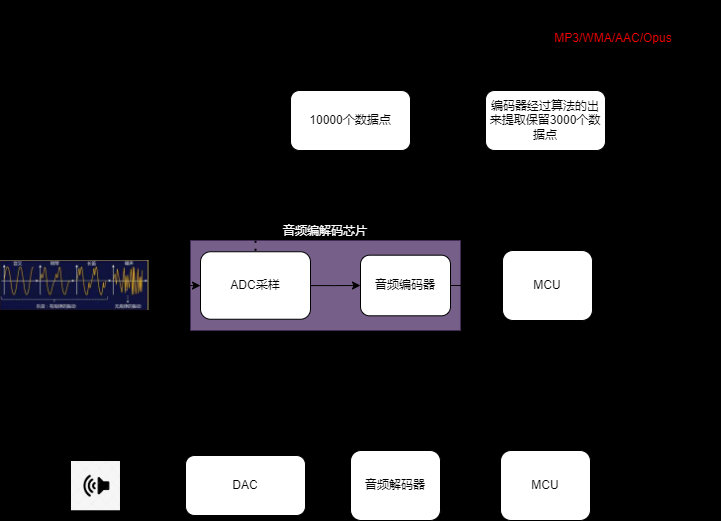 MP3/WMA/AAC/Opus
10000个数据点
编码器经过算法的出
来提取保留3000个数
据点
音频编解码芯片
ADC采样
音频编码器
MCU
DAC
音频解码器
MCU